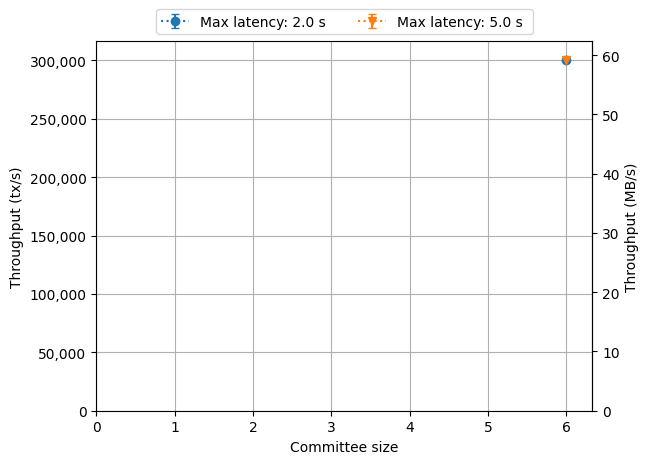 Max latency: 2.0 s Max latency: 5.0 s
300,000
250,000
200,000
150,000
100,000
50,000
0
Throughput (tx/s)
60
50
40
30
20
10
0
Throughput (MB/s)
0 1 2 3 4 5 6
Committee size